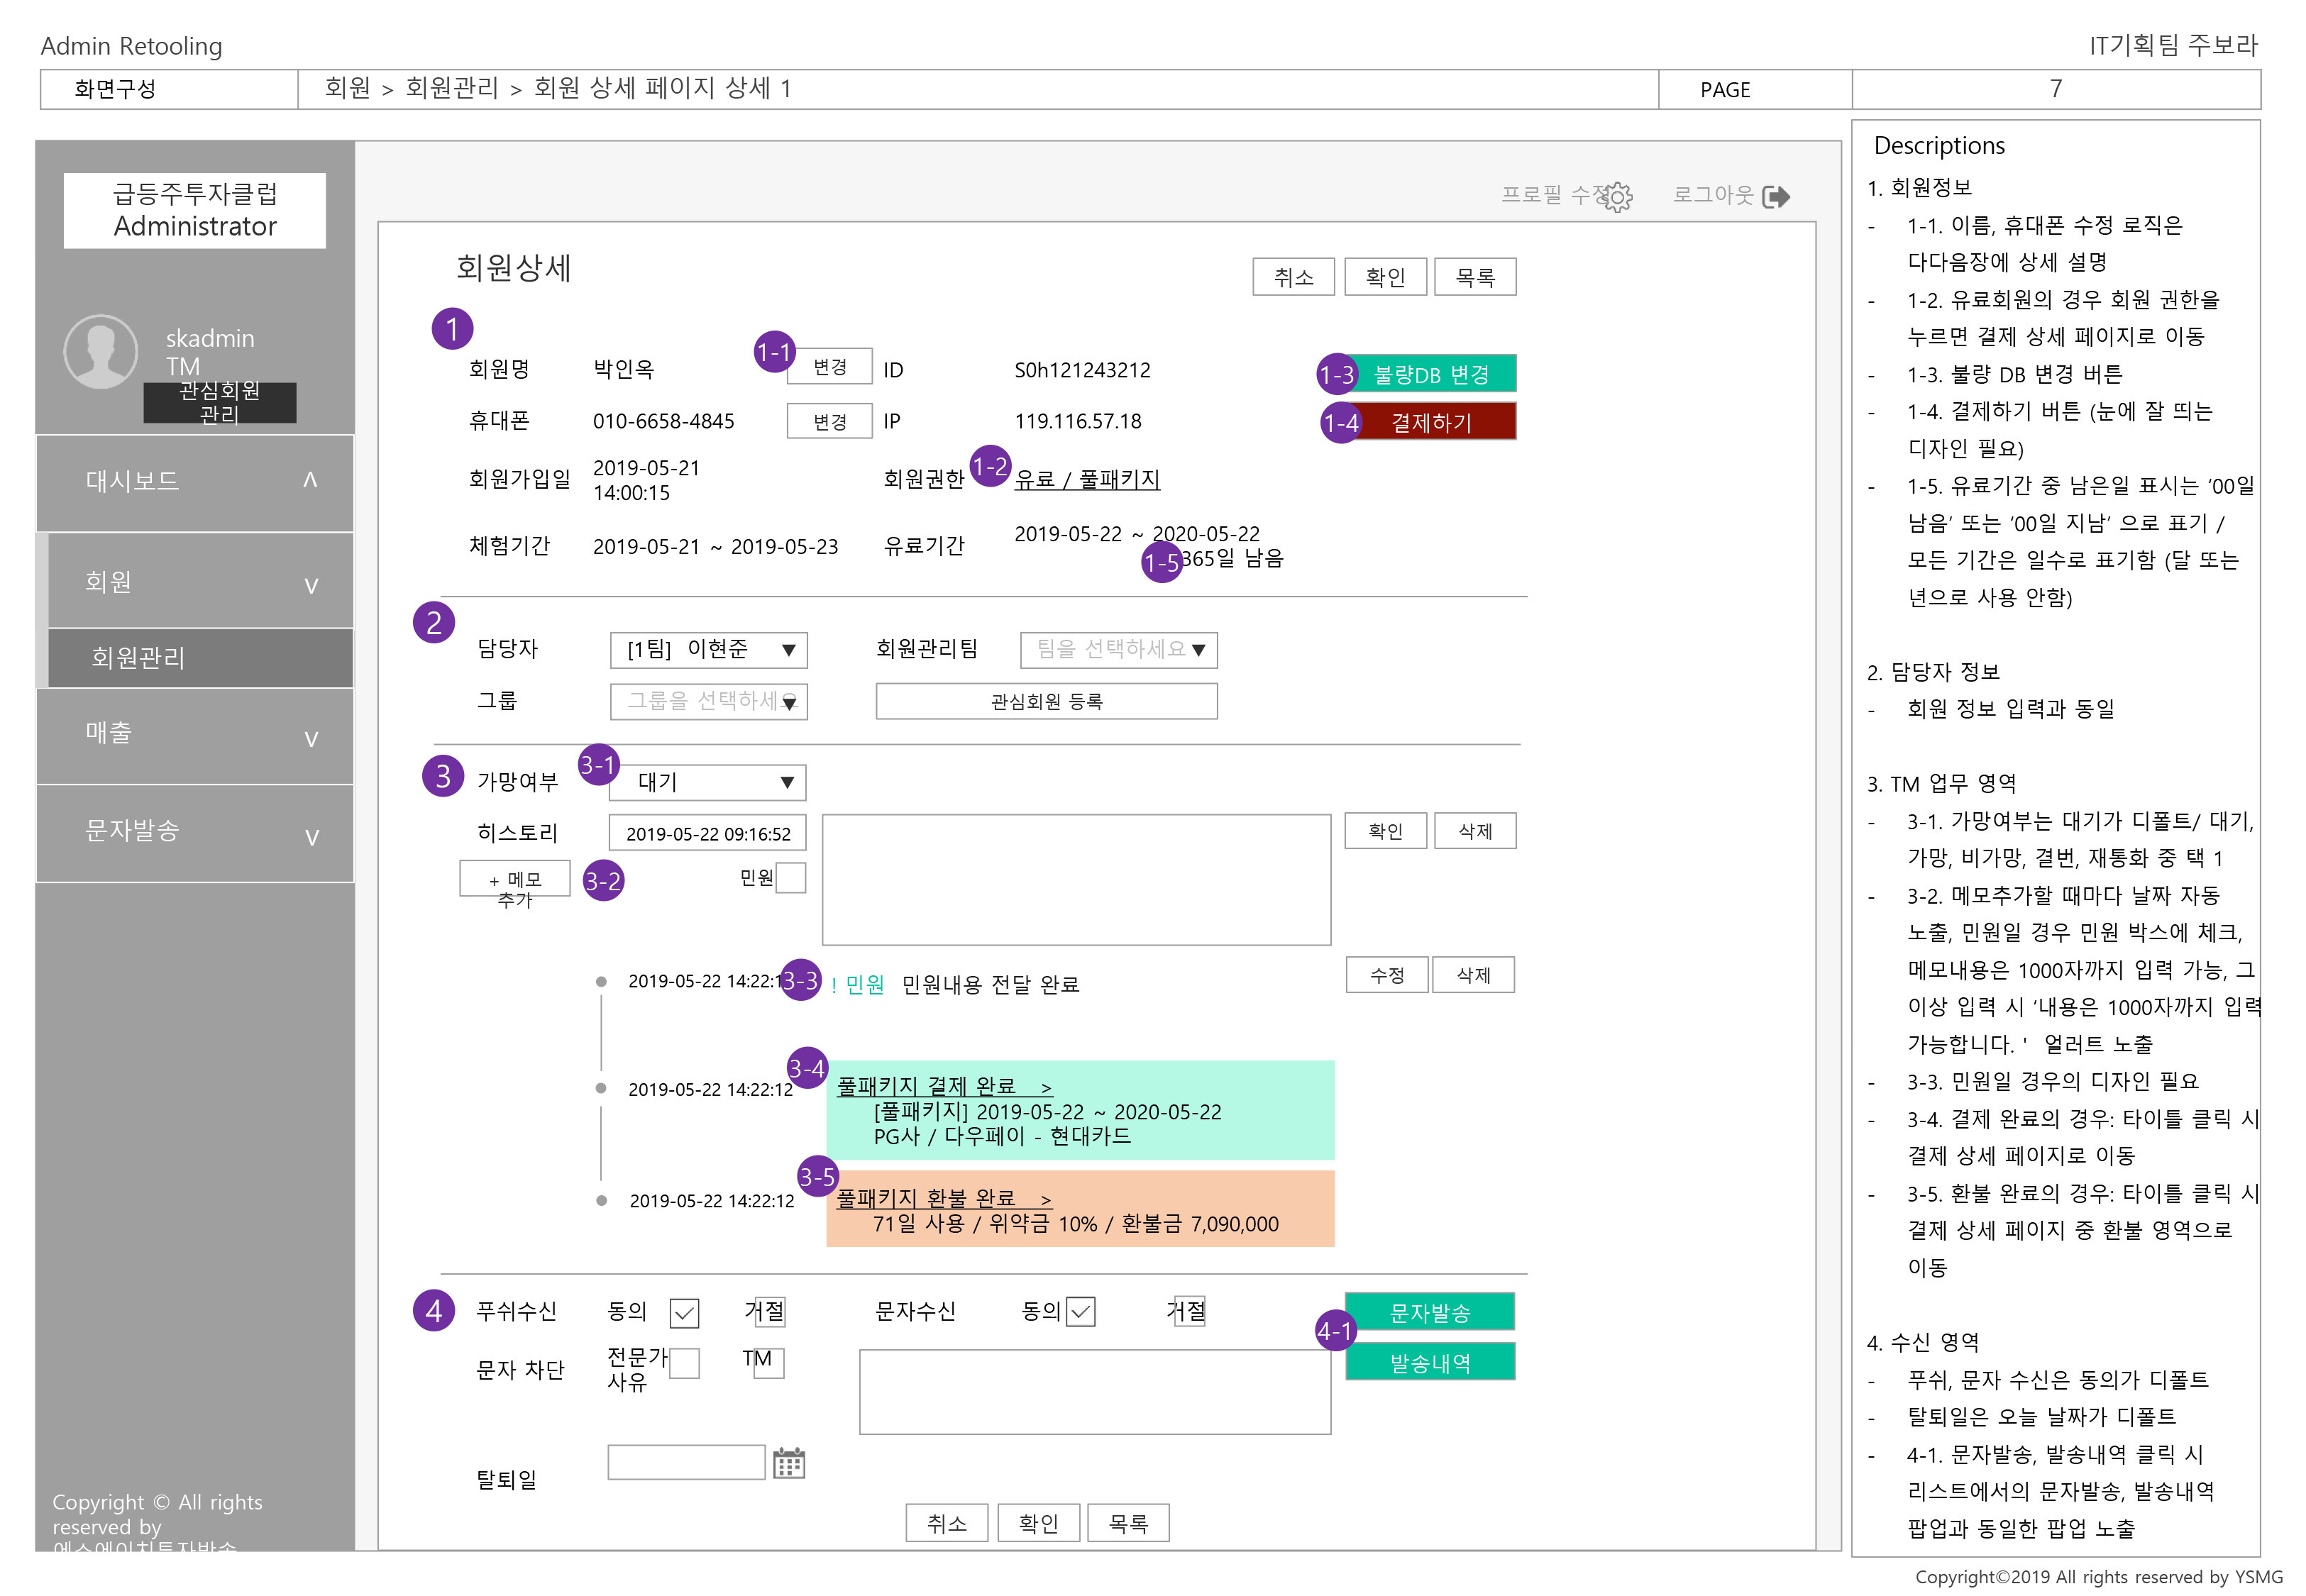 Admin Retooling
IT기획팀 주보라
화면구성
회원 > 회원관리 > 회원 상세 페이지 상세 1
PAGE
7
급등주투자클럽
Administrator
skadmin
TM
관심회원
관리
대시보드 ʌ
회원 v
회원관리
매출 v
문자발송 v
Copyright © All rights
reserved by
프로필 수정
로그아웃
회원상세
취소 확인 목록
1
회원명 박인옥 1-1 변경 ID S0h121243212 1-3 불량DB 변경
휴대폰 010-6658-4845 변경 IP 119.116.57.18 1-4 결제하기
회원가입일 2019-05-21
14:00:15
회원권한 1-2 유료 / 풀패키지
체험기간 2019-05-21 ~ 2019-05-23 유료기간 2019-05-22 ~ 2020-05-22
1-5 365일 남음
2
담당자 [1팀] 이현준 ▼ 회원관리팀 팀을 선택하세요 ▼
그룹 그룹을 선택하세요 ▼ 관심회원 등록
3 가망여부 3-1 대기 ▼
히스토리 2019-05-22 09:16:52 확인 삭제
+ 메모
추가
3-2 민원
2019-05-22 14:22:1 3-3 ! 민원 민원내용 전달 완료 수정 삭제
3-4
2019-05-22 14:22:12 풀패키지 결제 완료 >
[풀패키지] 2019-05-22 ~ 2020-05-22
PG사 / 다우페이 - 현대카드
3-5
2019-05-22 14:22:12 풀패키지 환불 완료 >
71일 사용 / 위약금 10% / 환불금 7,090,000
4 푸쉬수신 동의 거절 문자수신 동의 거절 문자발송
4-1
문자 차단 전문가 TM 발송내역
사유
탈퇴일
취소 확인 목록
Descriptions
1. 회원정보
- 1-1. 이름, 휴대폰 수정 로직은
다다음장에 상세 설명
- 1-2. 유료회원의 경우 회원 권한을
누르면 결제 상세 페이지로 이동
- 1-3. 불량 DB 변경 버튼
- 1-4. 결제하기 버튼 (눈에 잘 띄는
디자인 필요)
- 1-5. 유료기간 중 남은일 표시는 ‘00일
남음’ 또는 ‘00일 지남’ 으로 표기 /
모든 기간은 일수로 표기함 (달 또는
년으로 사용 안함)
2. 담당자 정보
- 회원 정보 입력과 동일
3. TM 업무 영역
- 3-1. 가망여부는 대기가 디폴트/ 대기,
가망, 비가망, 결번, 재통화 중 택 1
- 3-2. 메모추가할 때마다 날짜 자동
노출, 민원일 경우 민원 박스에 체크,
메모내용은 1000자까지 입력 가능, 그
이상 입력 시 ‘내용은 1000자까지 입력
가능합니다. ' 얼러트 노출
- 3-3. 민원일 경우의 디자인 필요
- 3-4. 결제 완료의 경우: 타이틀 클릭 시
결제 상세 페이지로 이동
- 3-5. 환불 완료의 경우: 타이틀 클릭 시
결제 상세 페이지 중 환불 영역으로
이동
4. 수신 영역
- 푸쉬, 문자 수신은 동의가 디폴트
- 탈퇴일은 오늘 날짜가 디폴트
- 4-1. 문자발송, 발송내역 클릭 시
리스트에서의 문자발송, 발송내역
팝업과 동일한 팝업 노출
Copyright©2019 All rights reserved by YSMG